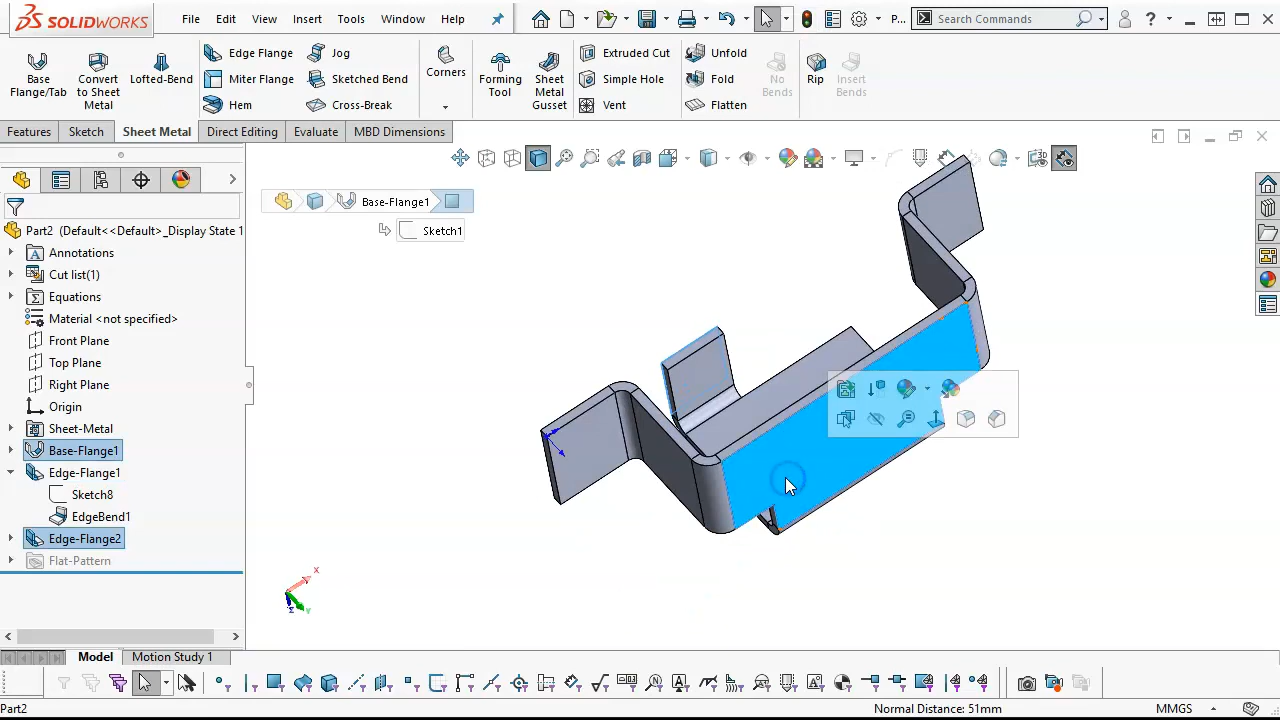 SOLIDWORKS File Edit View Insert Tools Window Help P... Search Commands
Base Flange/Tab
Convert to Sheet Metal
Lofted-Bend
Edge Flange
Miter Flange
Hem
Jog
Sketched Bend
Cross-Break
Corners
Forming Tool
Sheet Metal Gusset
Extruded Cut
Simple Hole
Vent
Unfold
Fold
Flatten
No Bends
Rip
Insert Bends
Features Sketch Sheet Metal Direct Editing Evaluate MBD Dimensions
Base-Flange1
Sketch1
Part2 (Default<<Default>_Display State 1
Annotations
Cut list(1)
Equations
Material <not specified>
Front Plane
Top Plane
Right Plane
Origin
Sheet-Metal
Base-Flange1
Edge-Flange1
Sketch8
EdgeBend1
Edge-Flange2
Flat-Pattern
X
Y
Z
Model Motion Study 1
Part2 Normal Distance: 51mm MMGS